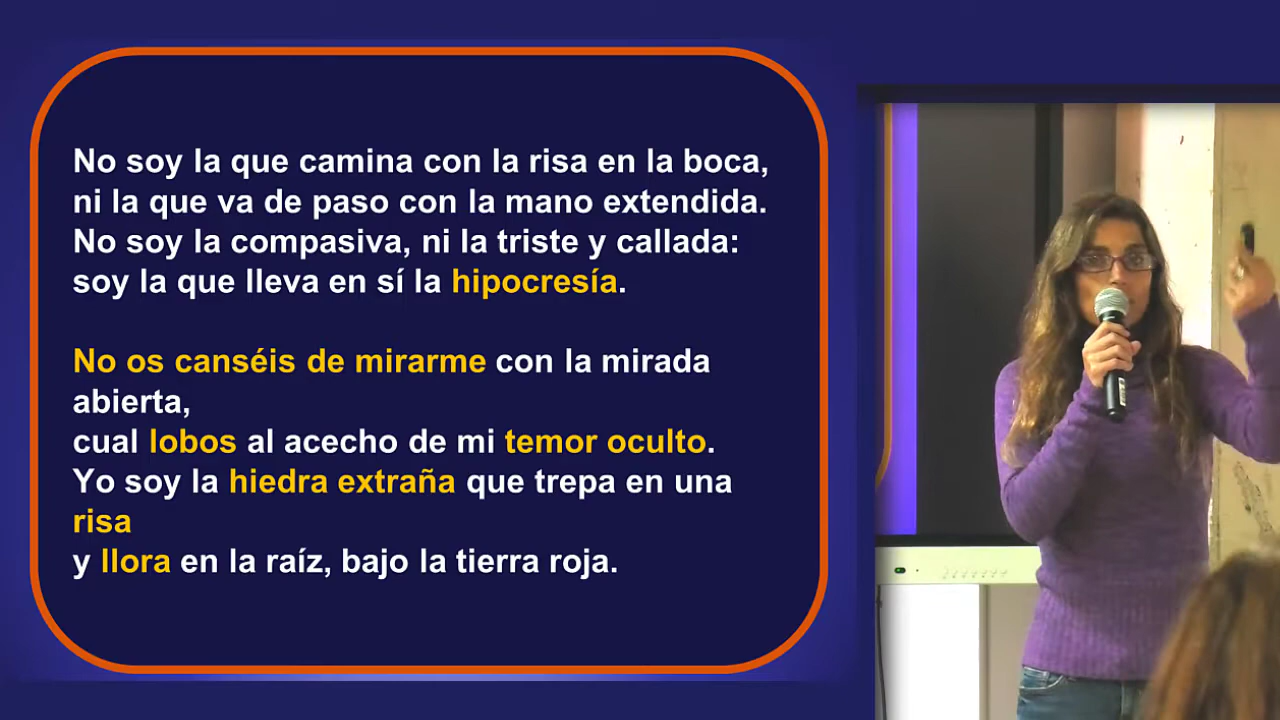 No soy la que camina con la risa en la boca,
ni la que va de paso con la mano extendida.
No soy la compasiva, ni la triste y callada:
soy la que lleva en sí la hipocresía.
No os canséis de mirarme con la mirada
abierta,
cual lobos al acecho de mi temor oculto.
Yo soy la hiedra extraña que trepa en una
risa
y llora en la raíz, bajo la tierra roja.